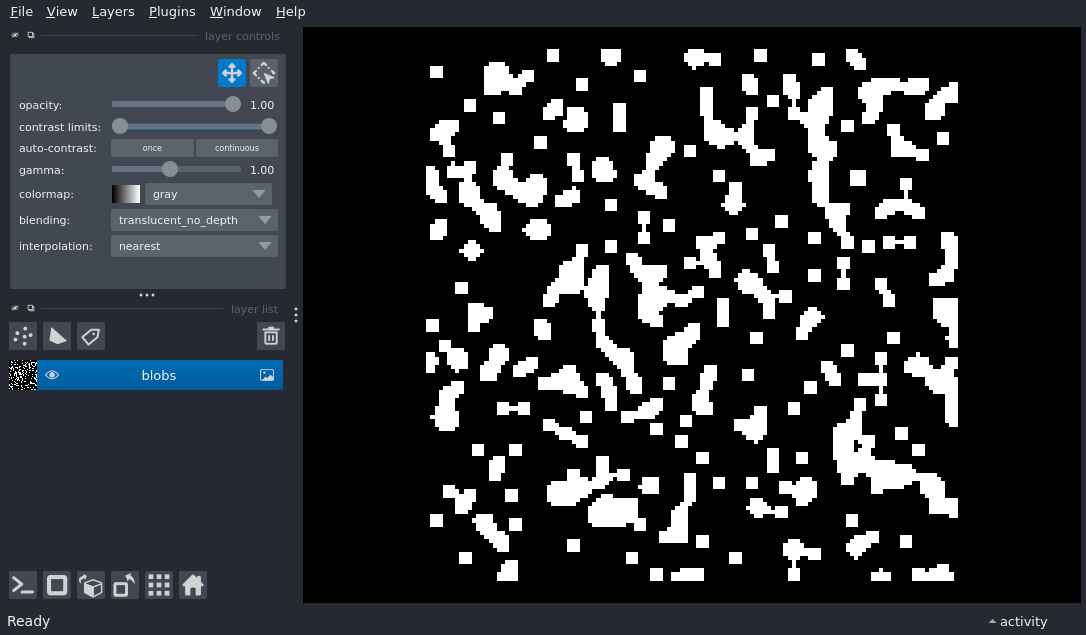 File View Layers Plugins Window Help
layer controls
opacity: 1.00
contrast limits:
auto-contrast: once continuous
gamma: 1.00
colormap: gray
blending: translucent_no_depth
interpolation: nearest
layer list
blobs
Ready activity